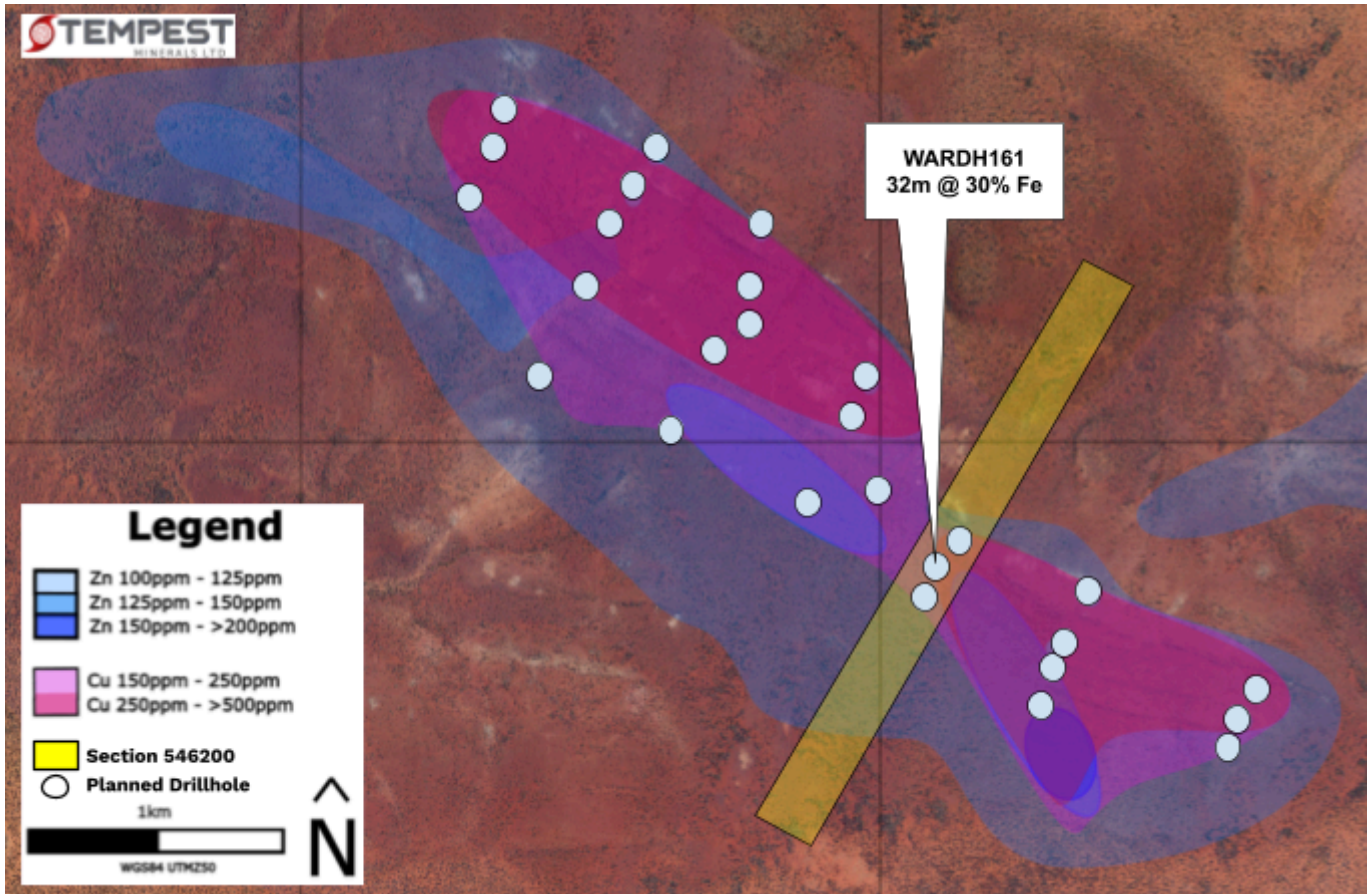 TEMPEST
MINERALS LTD
WARDH161
32m @ 30% Fe
Legend
Zn 100ppm - 125ppm
Zn 125ppm - 150ppm
Zn 150ppm - >200ppm
Cu 150ppm - 250ppm
Cu 250ppm - >500ppm
Section 546200
Planned Drillhole
1km
N
WGS84 UTMZ50